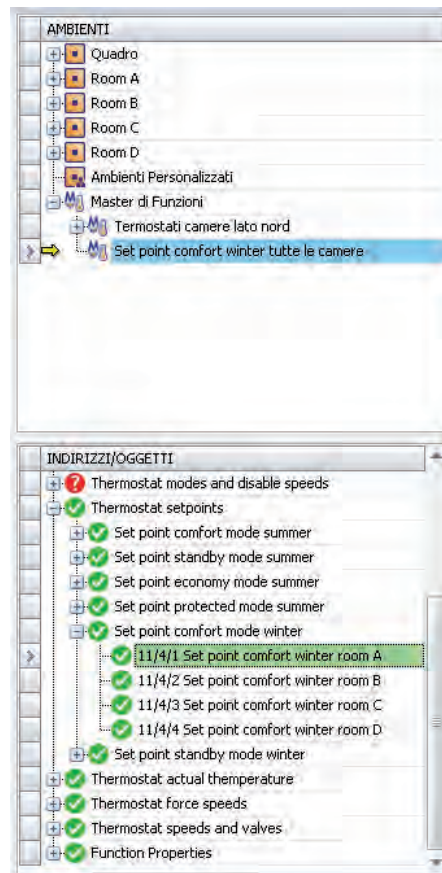 AMBIENTI
Quadro
Room A
Room B
Room C
Room D
Ambienti Personalizzati
Master di Funzioni
Termostati camere lato nord
Set point comfort winter tutte le camere
INDIRIZZI/OGGETTI
Thermostat modes and disable speeds
Thermostat setpoints
Set point comfort mode summer
Set point standby mode summer
Set point economy mode summer
Set point protected mode summer
Set point comfort mode winter
11/4/1 Set point comfort winter room A
11/4/2 Set point comfort winter room B
11/4/3 Set point comfort winter room C
11/4/4 Set point comfort winter room D
Set point standby mode winter
Thermostat actual themperature
Thermostat force speeds
Thermostat speeds and valves
Function Properties